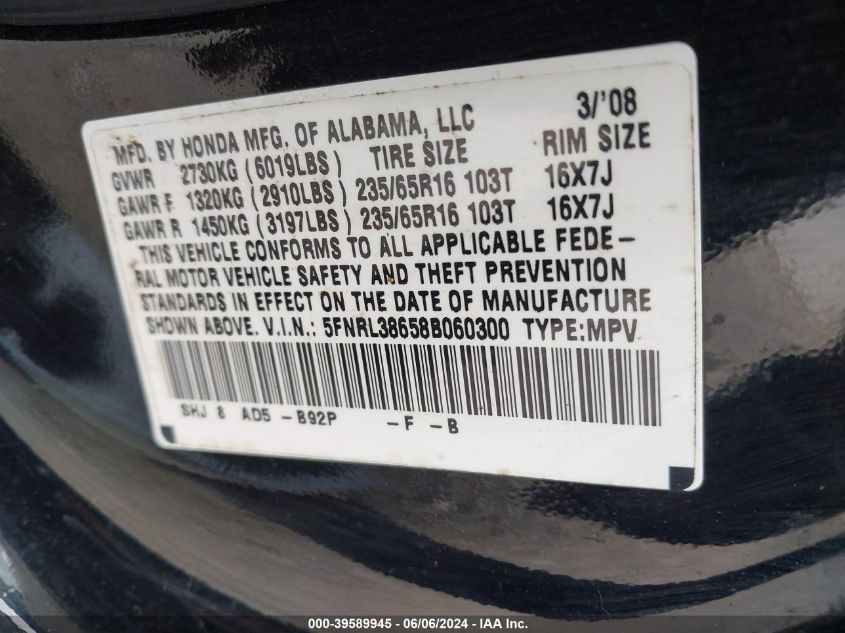 MFD. BY HONDA MFG. OF ALABAMA, LLC 3/'08
GVWR 2730KG (6019LBS) TIRE SIZE RIM SIZE
GAWR F 1320KG (2910LBS) 235/65R16 103T 16X7J
GAWR R 1450KG (3197LBS) 235/65R16 103T 16X7J
THIS VEHICLE CONFORMS TO ALL APPLICABLE FEDE-
RAL MOTOR VEHICLE SAFETY AND THEFT PREVENTION
STANDARDS IN EFFECT ON THE DATE OF MANUFACTURE
SHOWN ABOVE. V.I.N.: 5FNRL38658B060300 TYPE:MPV
SHJ 8 AD5 -B92P -F -B
000-39589945 - 06/06/2024 - IAA Inc.